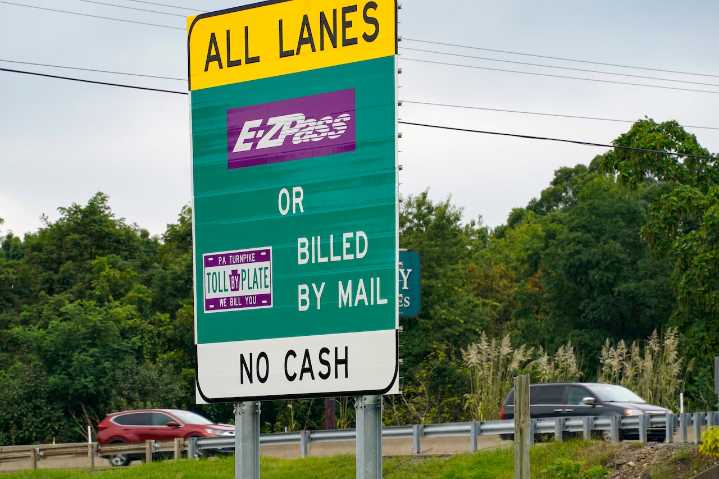 ALL LANES
E-ZPass
OR
BILLED
BY MAIL
PA TURNPIKE
TOLL BY PLATE
WE BILL YOU
NO CASH